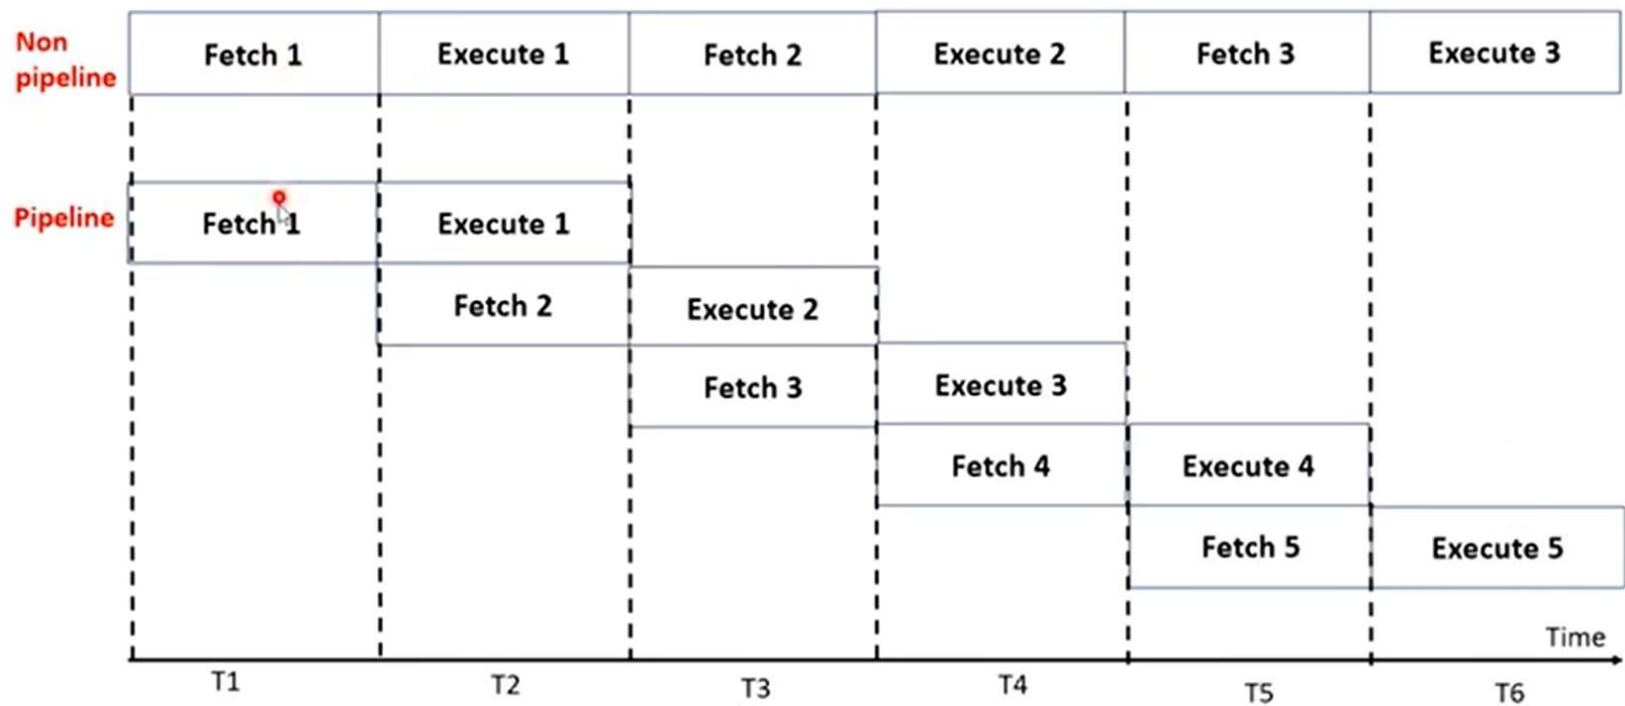 Non
pipeline
Fetch 1 Execute 1 Fetch 2 Execute 2 Fetch 3 Execute 3
Pipeline
Fetch 1 Execute 1
Fetch 2 Execute 2
Fetch 3 Execute 3
Fetch 4 Execute 4
Fetch 5 Execute 5
Time
T1 T2 T3 T4 T5 T6